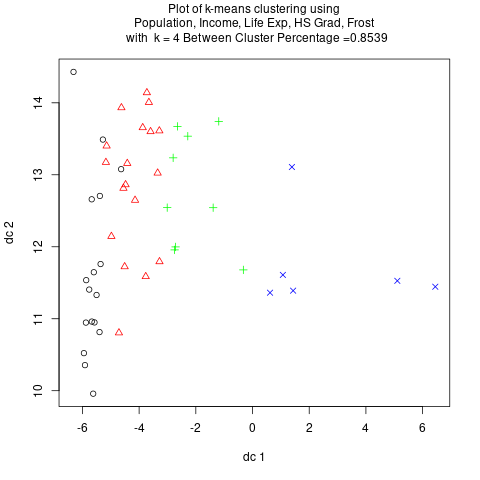 Plot of k-means clustering using
Population, Income, Life Exp, HS Grad, Frost
with k = 4 Between Cluster Percentage =0.8539
14
13
12
11
10
dc 2
-6
-4
-2
0
2
4
6
dc 1